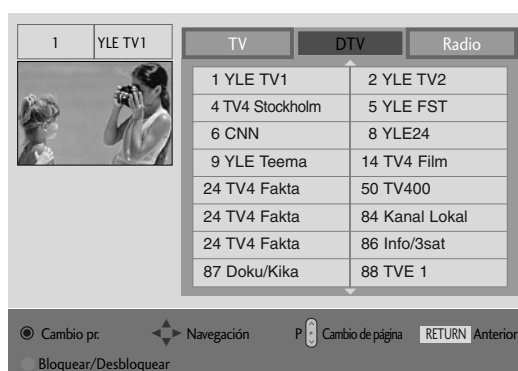 1 YLE TV1
TV DTV Radio
1 YLE TV1 2 YLE TV2
4 TV4 Stockholm 5 YLE FST
6 CNN 8 YLE24
9 YLE Teema 14 TV4 Film
24 TV4 Fakta 50 TV400
24 TV4 Fakta 84 Kanal Lokal
24 TV4 Fakta 86 Info/3sat
87 Doku/Kika 88 TVE 1
Cambio pr. Navegación P Cambio de página RETURN Anterior
Bloquear/Desbloquear